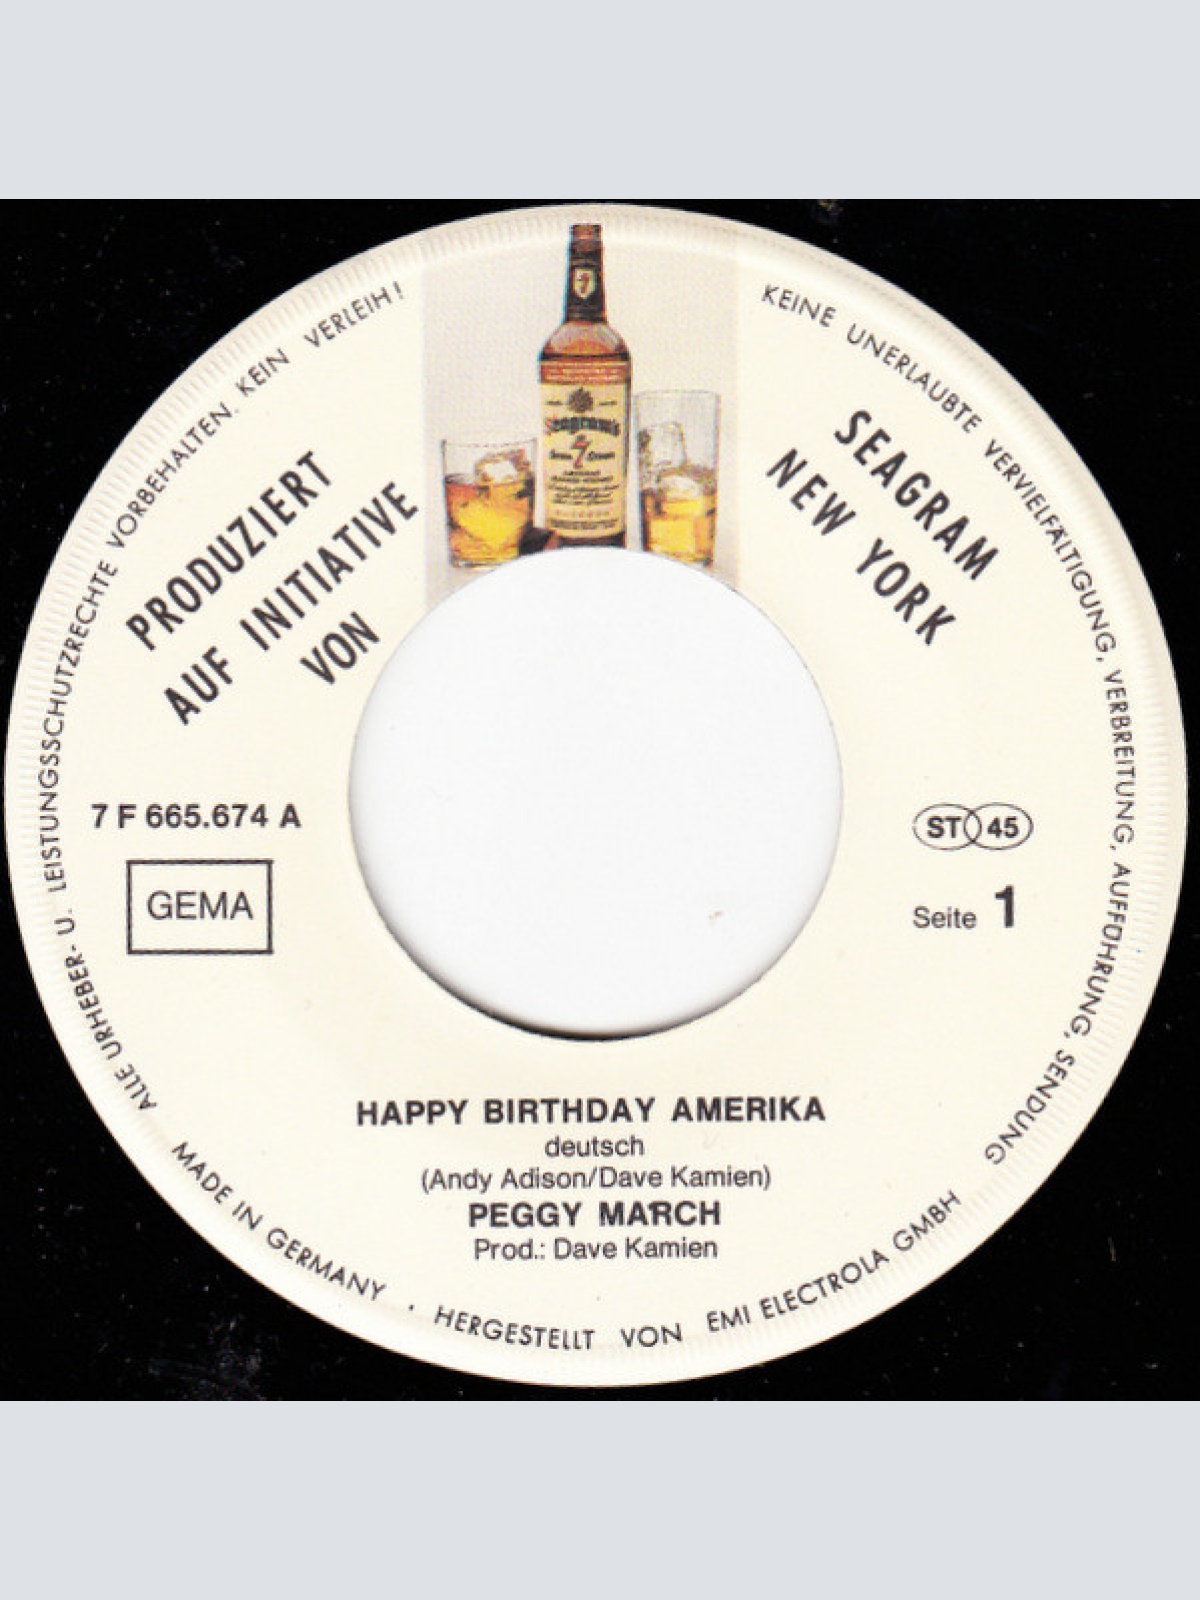 ALLE URHEBER- U. LEISTUNGSSCHUTZRECHTE VORBEHALTEN. KEIN VERLEIH!
KEINE UNERLAUBTE VERVIELFÄLTIGUNG, VERBREITUNG, AUFFÜHRUNG, SENDUNG
PRODUZIERT
AUF INITIATIVE
VON
Seagram's
7
SEAGRAM
NEW YORK
7 F 665.674 A
GEMA
ST 45
Seite 1
HAPPY BIRTHDAY AMERIKA
deutsch
(Andy Adison/Dave Kamien)
PEGGY MARCH
Prod.: Dave Kamien
MADE IN GERMANY · HERGESTELLT VON EMI ELECTROLA GMBH